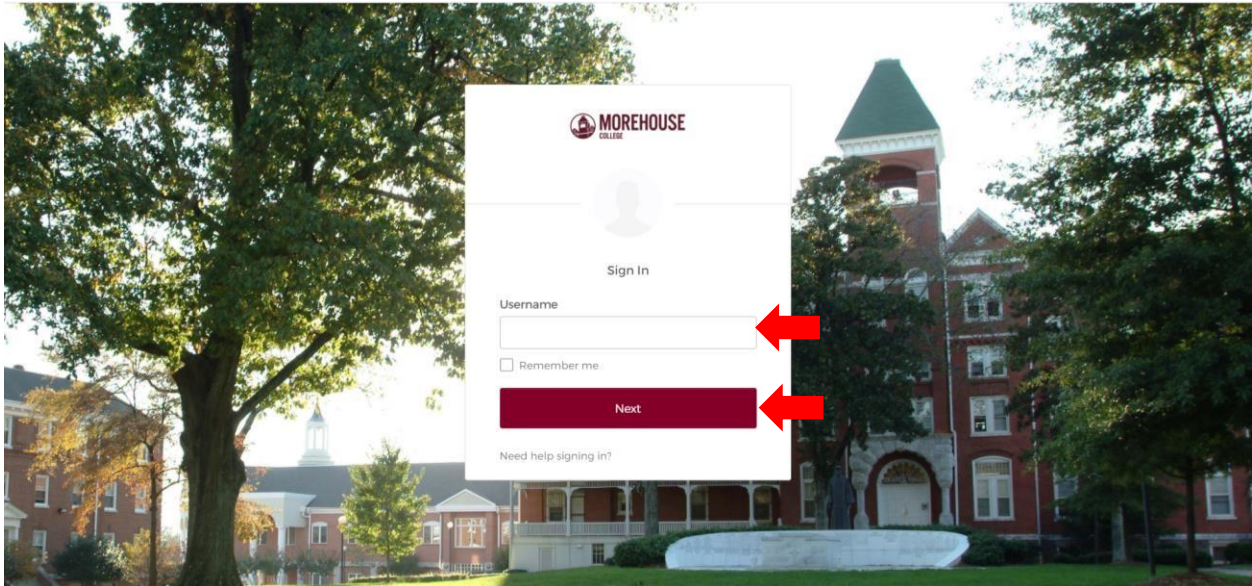 MOREHOUSE
COLLEGE
Sign In
Username
Remember me
Next
Need help signing in?